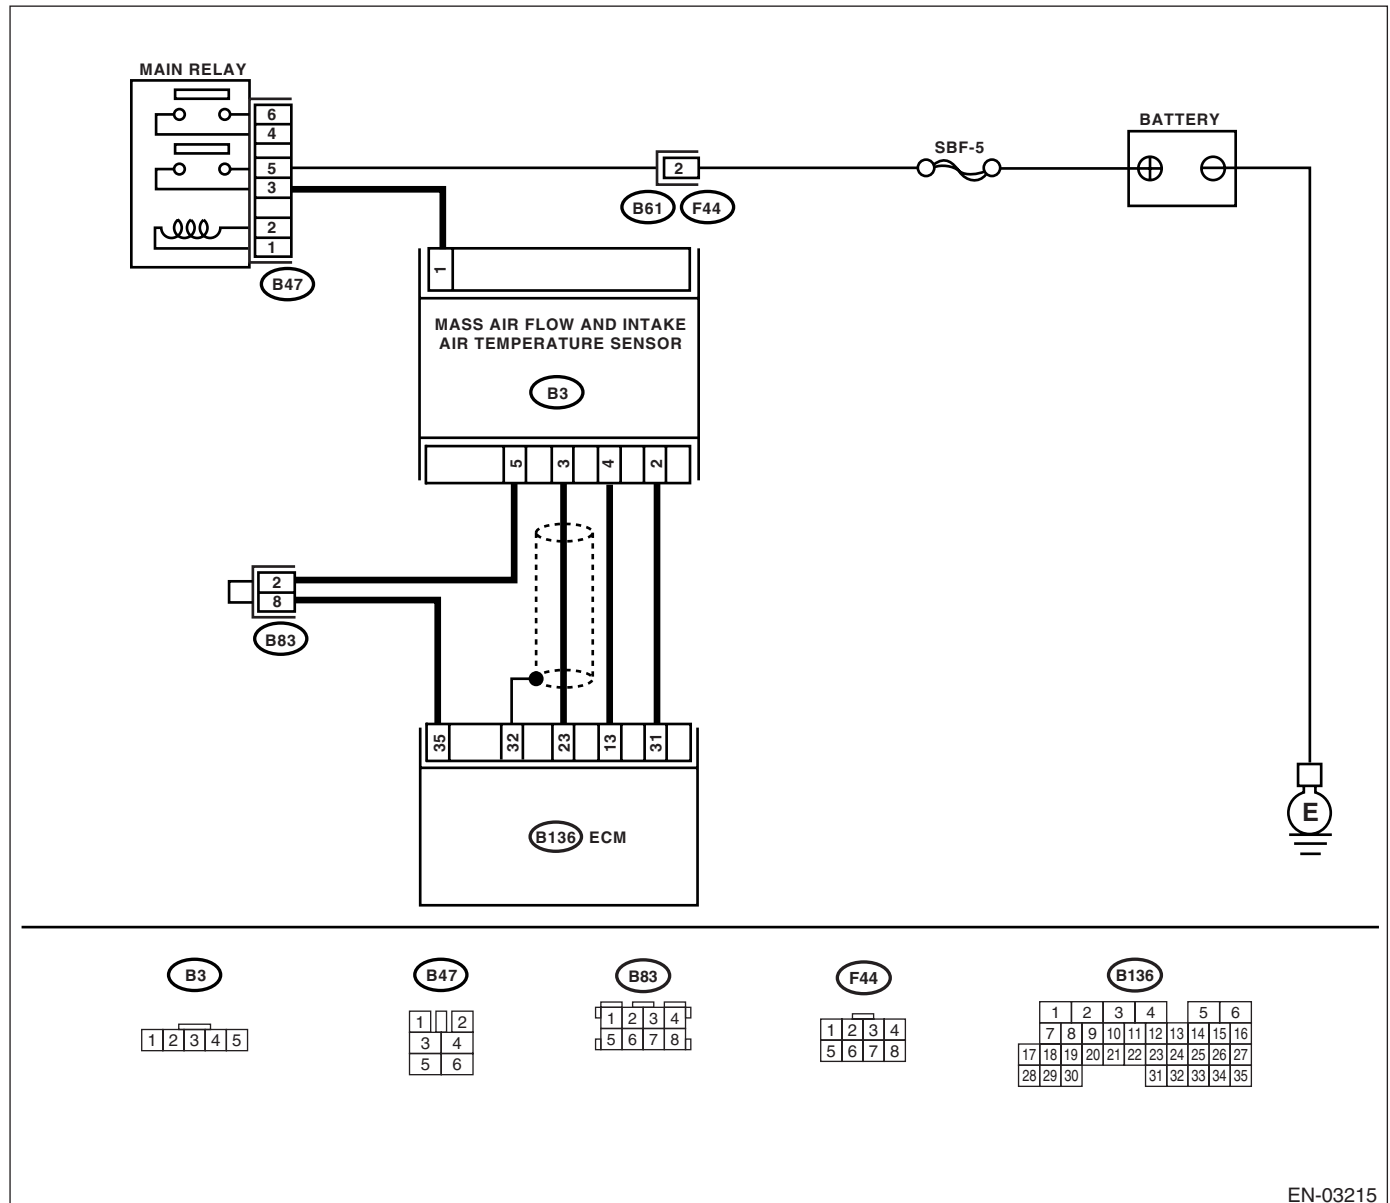 MAIN RELAY
6
4
5
3
2
1
B47
2
B61 F44
SBF-5
BATTERY
1
MASS AIR FLOW AND INTAKE
AIR TEMPERATURE SENSOR
B3
5 3 4 2
2
8
B83
35 32 23 13 31
B136 ECM
E
B3
1 2 3 4 5
B47
1 2
3 4
5 6
B83
1 2 3 4
5 6 7 8
F44
1 2 3 4
5 6 7 8
B136
1 2 3 4 5 6
7 8 9 10 11 12 13 14 15 16
17 18 19 20 21 22 23 24 25 26 27
28 29 30 31 32 33 34 35
EN-03215